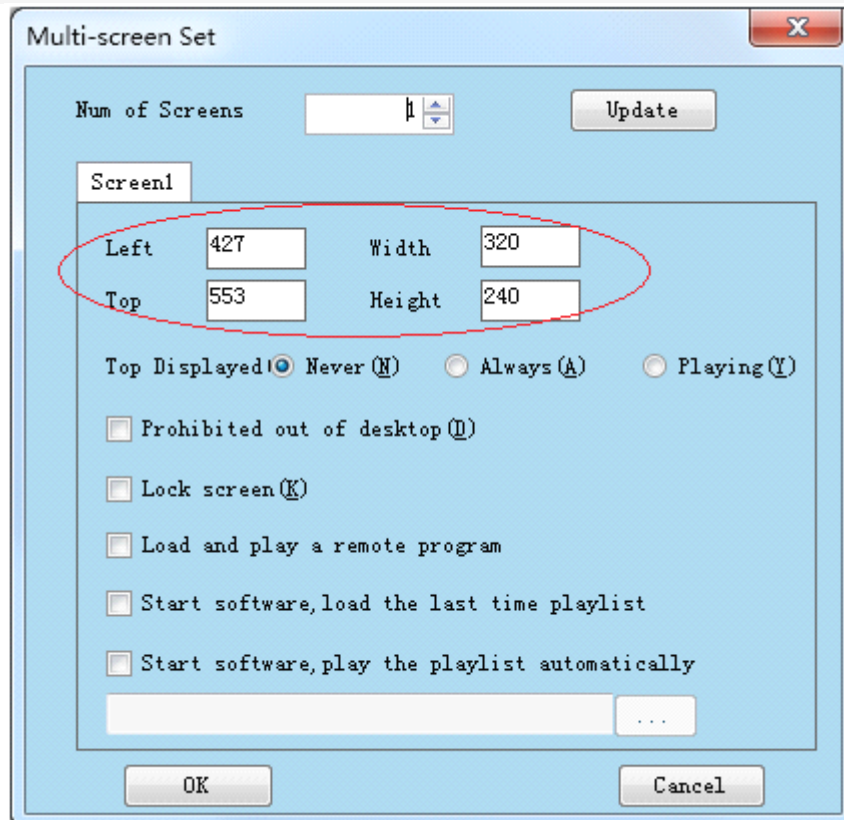 Multi-screen Set
Num of Screens 1 Update
Screen1
Left 427 Width 320
Top 553 Height 240
Top Displayed Never(N) Always(A) Playing(Y)
Prohibited out of desktop(D)
Lock screen(K)
Load and play a remote program
Start software,load the last time playlist
Start software,play the playlist automatically
...
OK Cancel